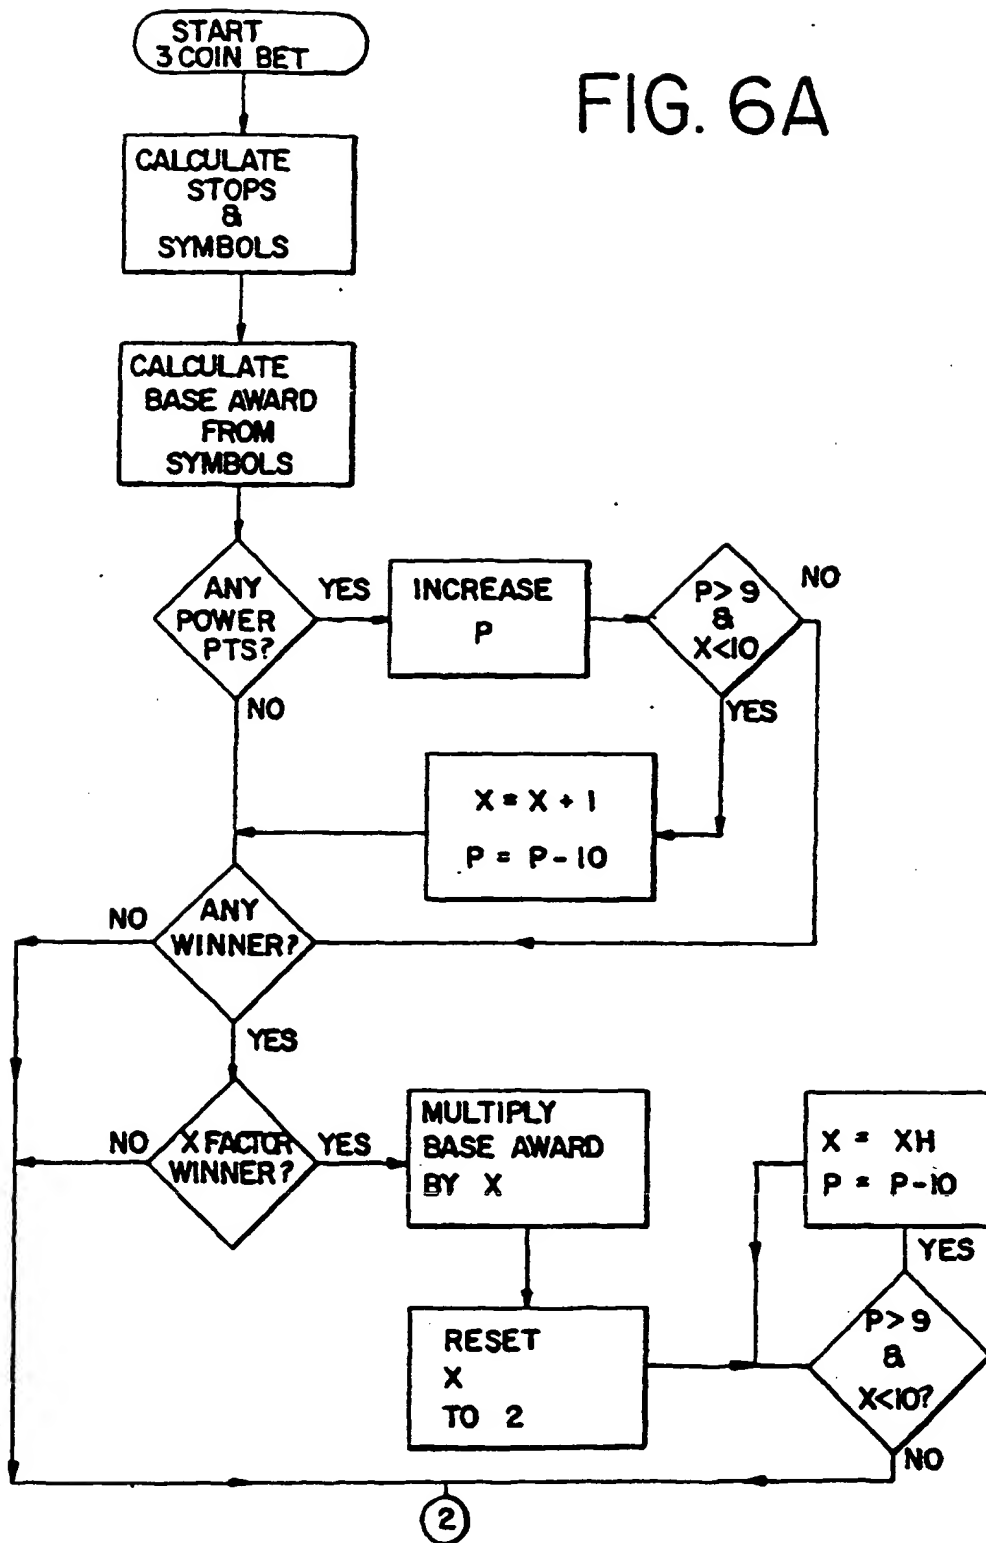 START
3 COIN BET
FIG. 6A
CALCULATE
STOPS
&
SYMBOLS
CALCULATE
BASE AWARD
FROM
SYMBOLS
ANY
POWER
PTS?
YES
INCREASE
P
P > 9
&
X<10
NO
YES
NO
X = X + 1
P = P-10
ANY
WINNER?
NO
YES
X FACTOR
WINNER?
NO
YES
MULTIPLY
BASE AWARD
BY X
X = XH
P = P-10
YES
RESET
X
TO 2
P > 9
&
X<10?
NO
2